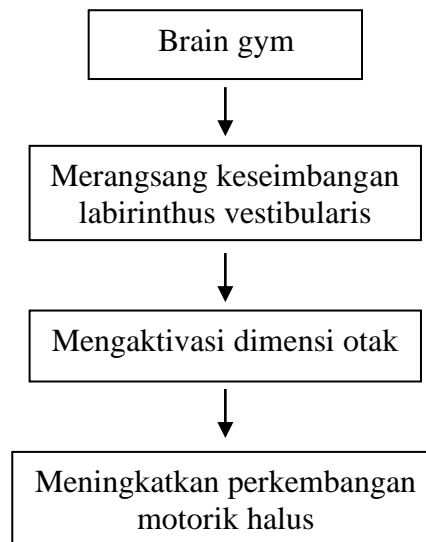 Brain gym
Merangsang keseimbangan
labirinthus vestibularis
Mengaktivasi dimensi otak
Meningkatkan perkembangan
motorik halus